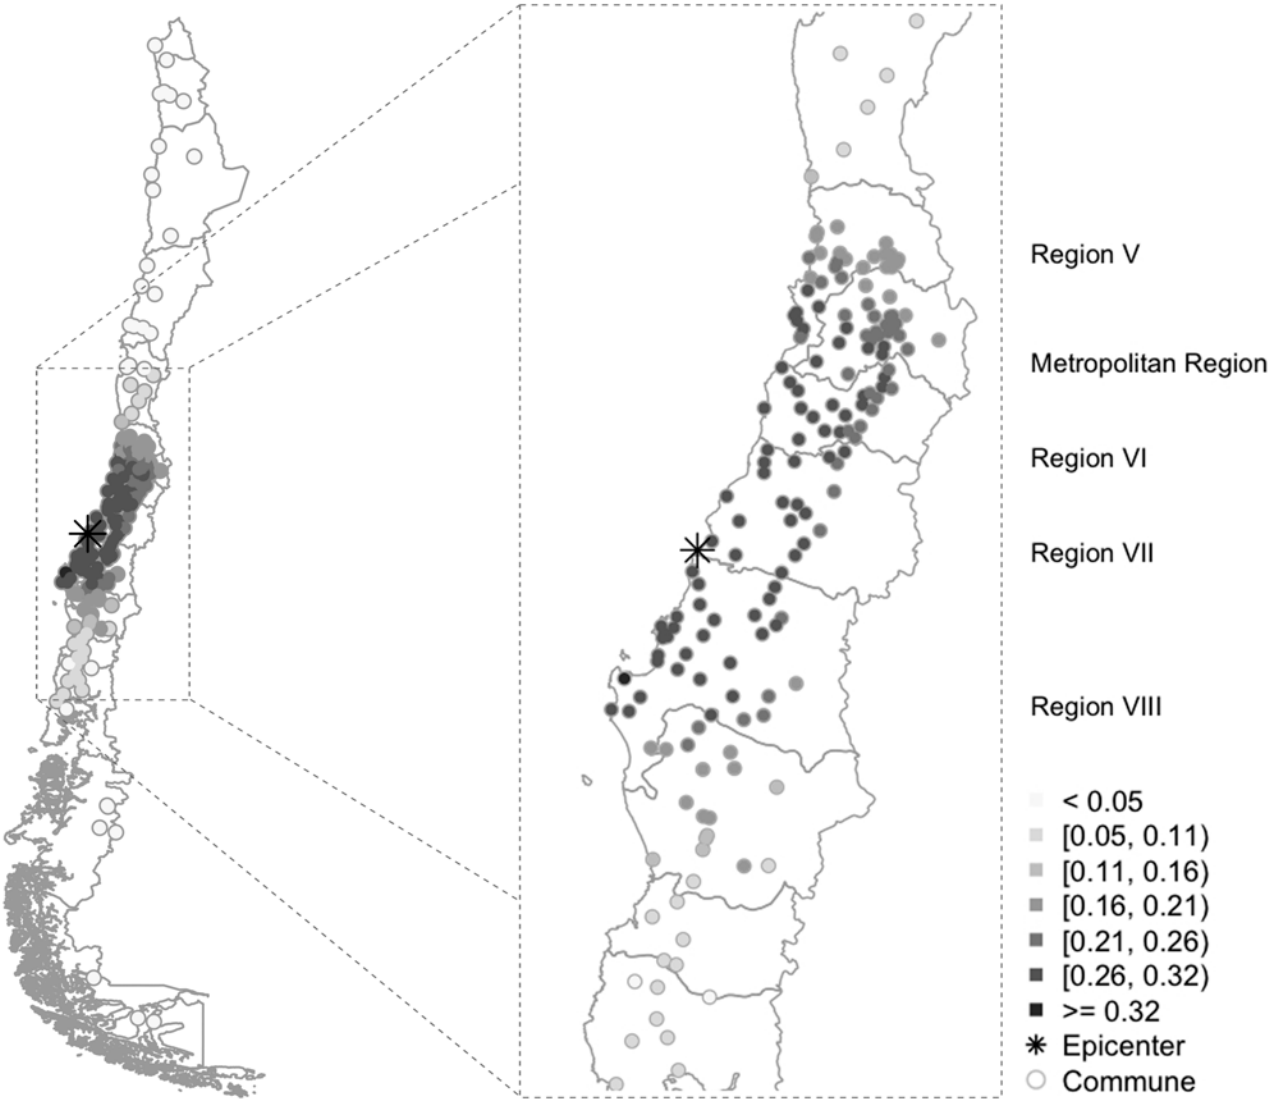 Region V
Metropolitan Region
Region VI
Region VII
Region VIII
< 0.05
[0.05, 0.11)
[0.11, 0.16)
[0.16, 0.21)
[0.21, 0.26)
[0.26, 0.32)
>= 0.32
Epicenter
Commune